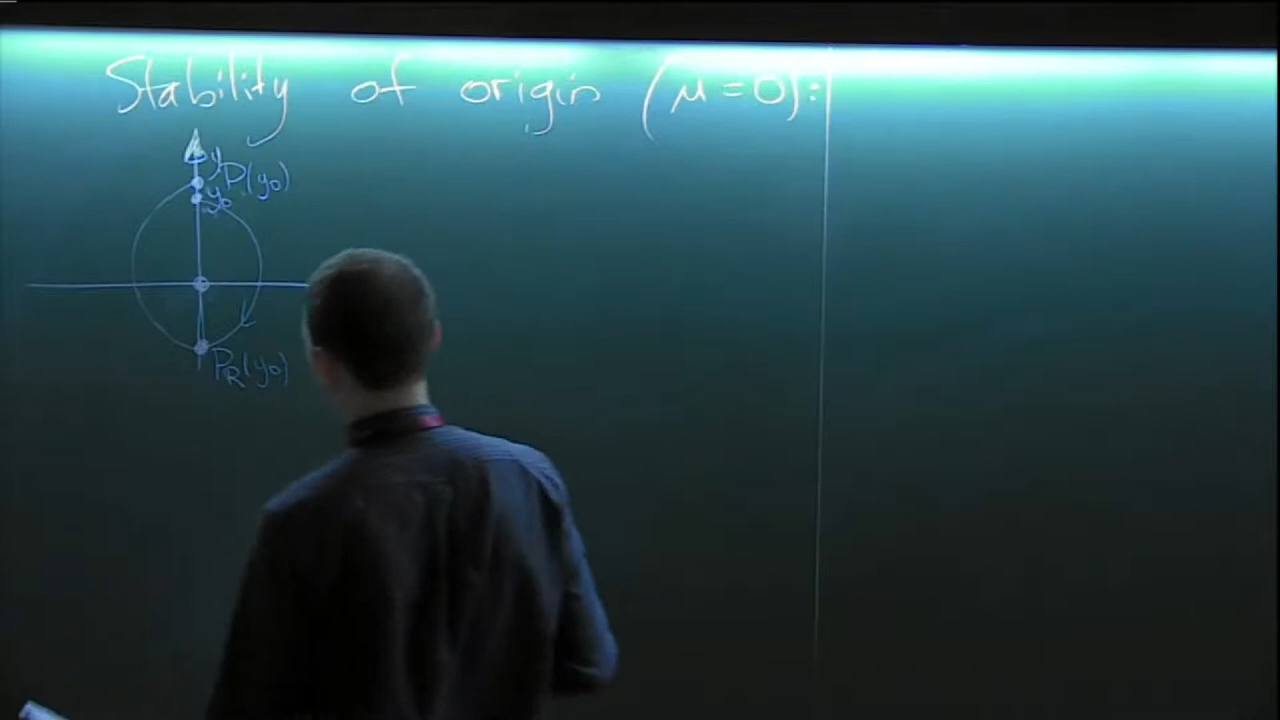 Stability of origin (μ=0):
y
P(y₀)
y₀
P_R(y₀)